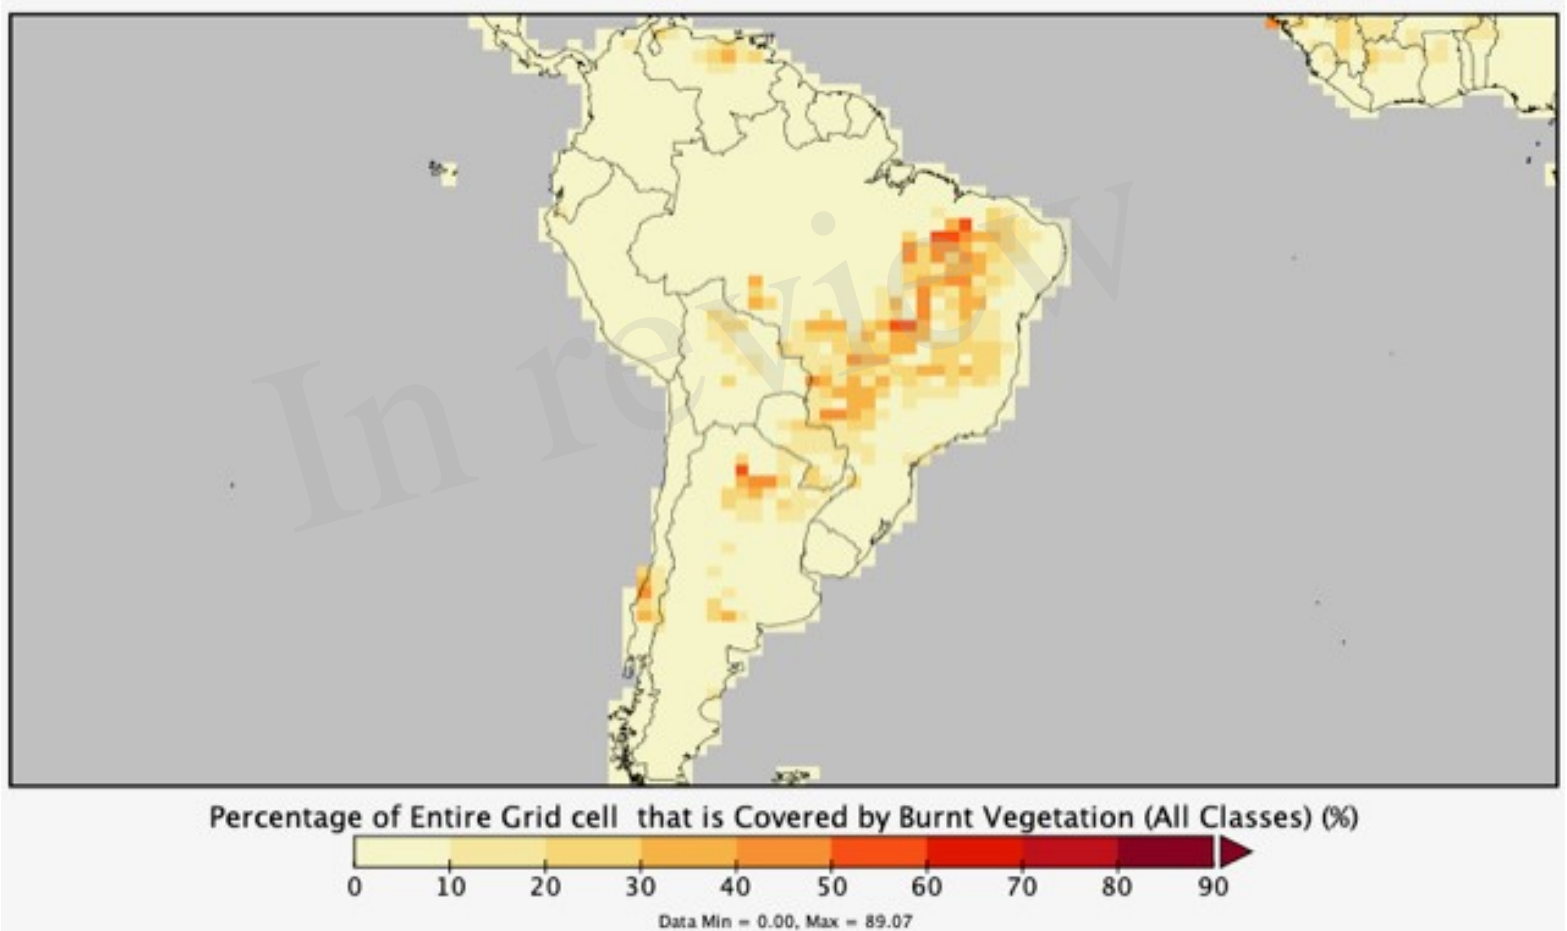 In review
Percentage of Entire Grid cell  that is Covered by Burnt Vegetation (All Classes) (%)
0 10 20 30 40 50 60 70 80 90
Data Min = 0.00, Max = 89.07